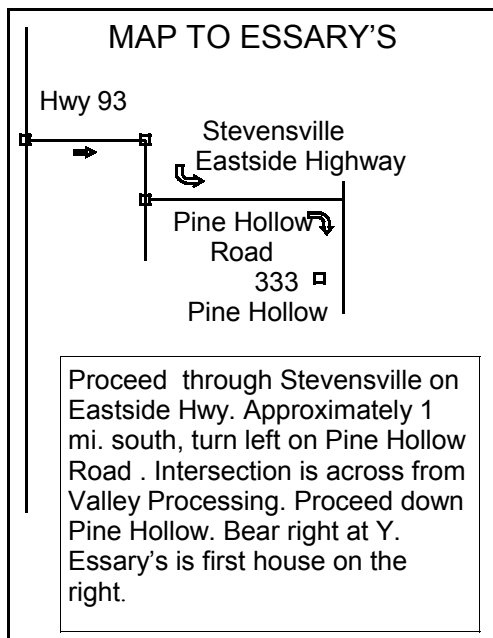 MAP TO ESSARY'S
Hwy 93
Stevensville
Eastside Highway
Pine Hollow
Road
333
Pine Hollow
Proceed through Stevensville on
Eastside Hwy. Approximately 1
mi. south, turn left on Pine Hollow
Road . Intersection is across from
Valley Processing. Proceed down
Pine Hollow. Bear right at Y.
Essary's is first house on the
right.